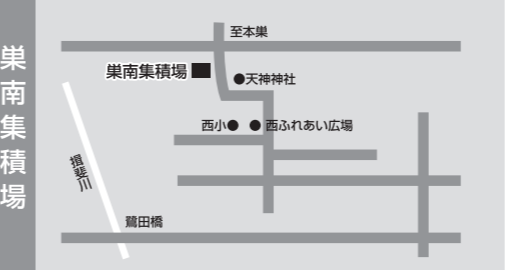 巣南集積場
至本巣
巣南集積場
天神神社
西小
西ふれあい広場
揖斐川
鷺田橋